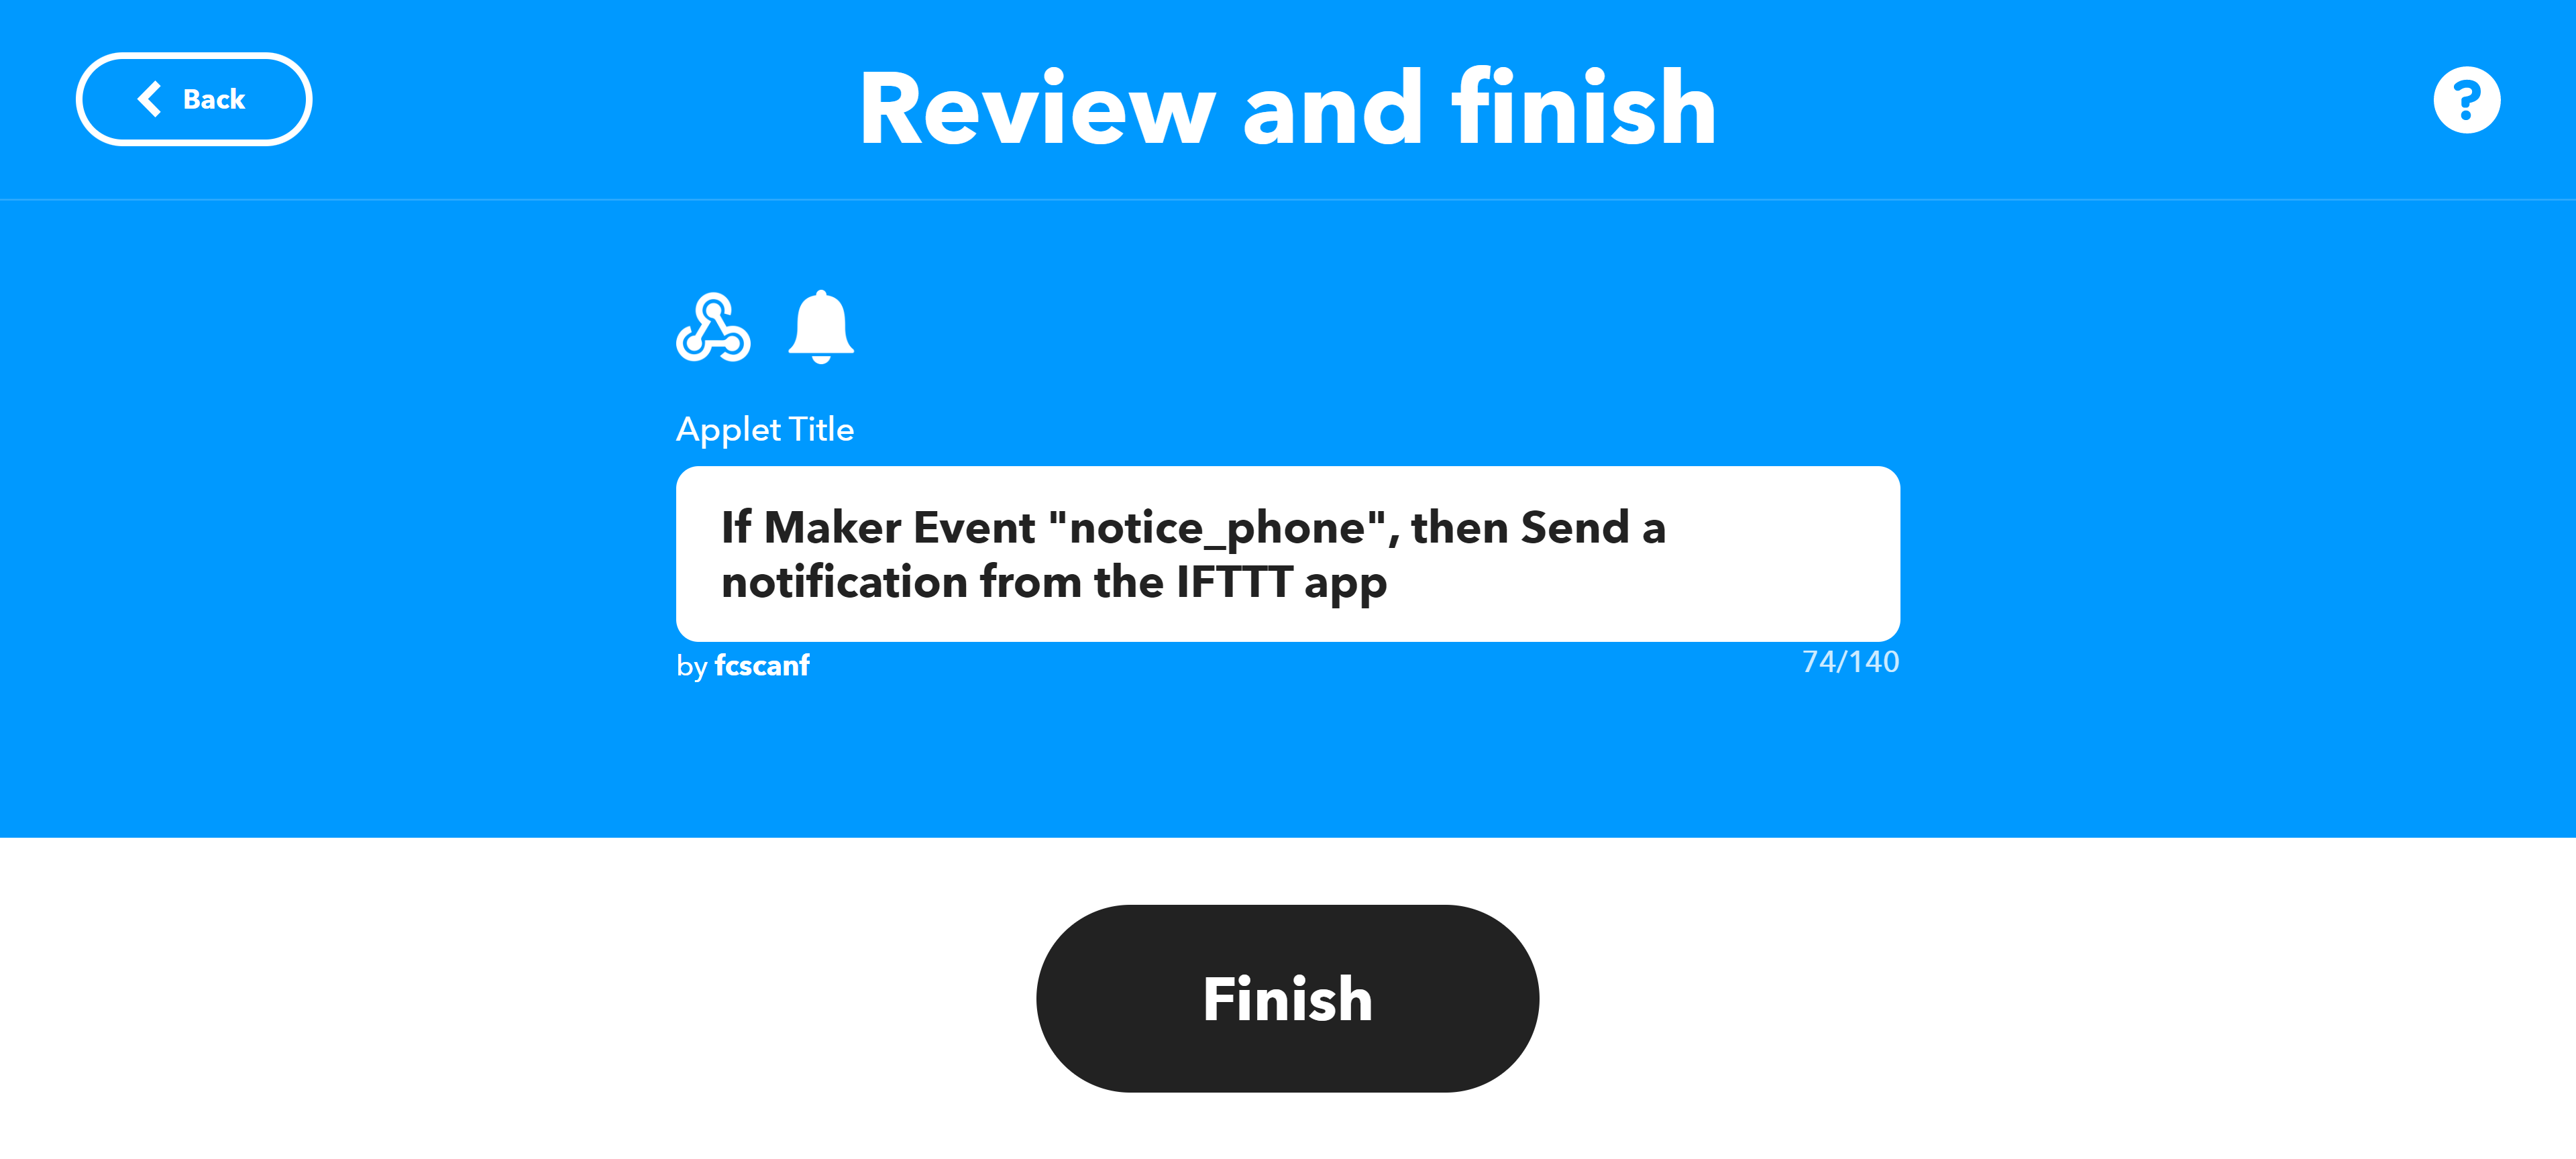 Back
Review and finish
?
Applet Title
If Maker Event "notice_phone", then Send a
notification from the IFTTT app
by fcscanf
74/140
Finish